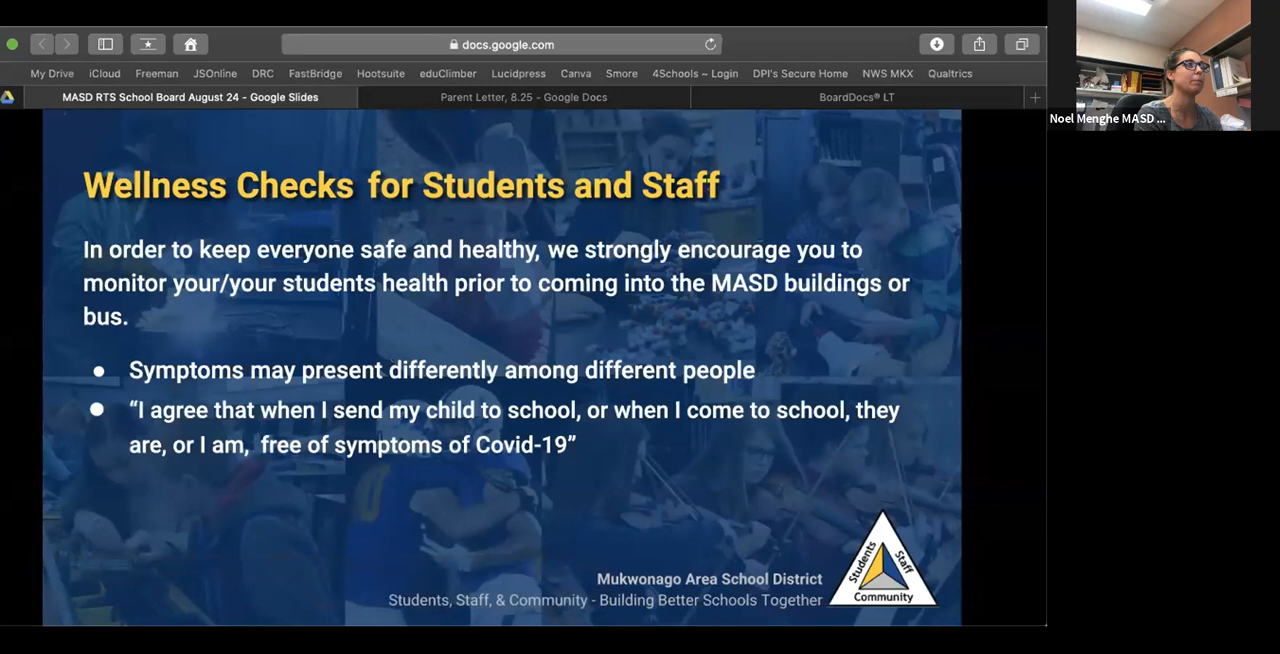 docs.google.com
My Drive iCloud Freeman JSOnline DRC FastBridge Hootsuite eduClimber Lucidpress Canva Smore 4Schools ~ Login DPI's Secure Home NWS MKX Qualtrics
MASD RTS School Board August 24 - Google Slides Parent Letter, 8.25 - Google Docs BoardDocs® LT
Noel Menghe MASD ...
Wellness Checks for Students and Staff
In order to keep everyone safe and healthy, we strongly encourage you to
monitor your/your students health prior to coming into the MASD buildings or
bus.
● Symptoms may present differently among different people
● “I agree that when I send my child to school, or when I come to school, they
are, or I am, free of symptoms of Covid-19”
Mukwonago Area School District
Students, Staff, & Community - Building Better Schools Together
Students
Staff
Community